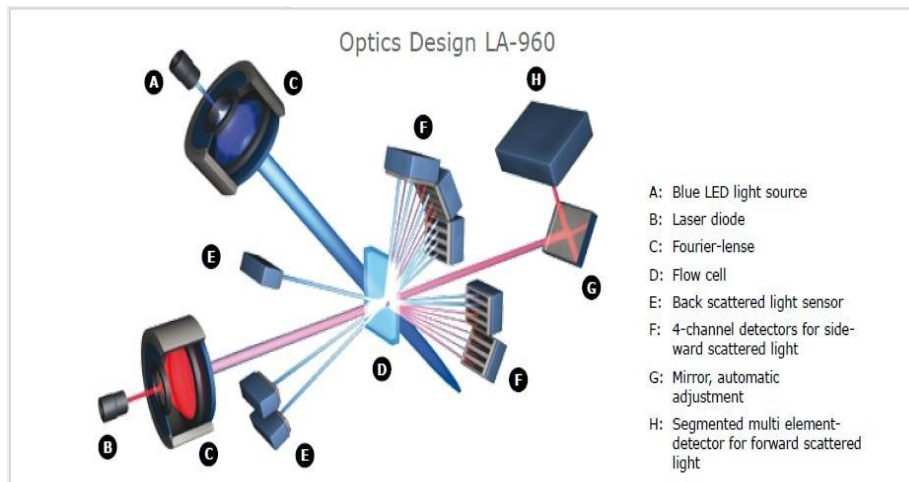 Optics Design LA-960
A
C
H
F
E
G
D
F
B
C
E
A: Blue LED light source
B: Laser diode
C: Fourier-lense
D: Flow cell
E: Back scattered light sensor
F: 4-channel detectors for side-
ward scattered light
G: Mirror, automatic
adjustment
H: Segmented multi element-
detector for forward scattered
light